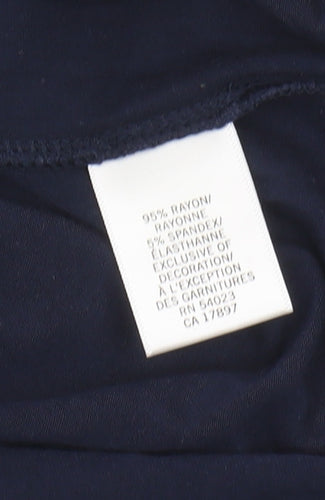 95% RAYON/
RAYONNE
5% SPANDEX/
ÉLASTHANNE
EXCLUSIVE OF
DECORATION/
À L'EXCEPTION
DES GARNITURES
RN 54023
CA 17897